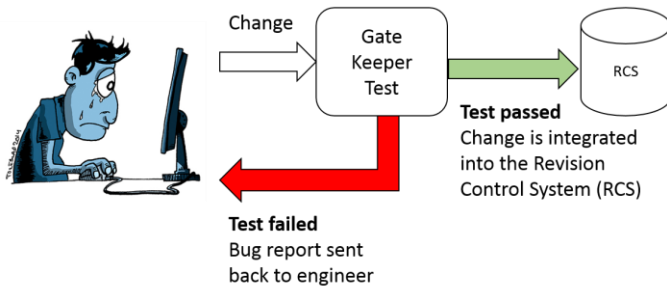 Change
Gate
Keeper
Test
RCS
Test passed
Change is integrated
into the Revision
Control System (RCS)
Test failed
Bug report sent
back to engineer